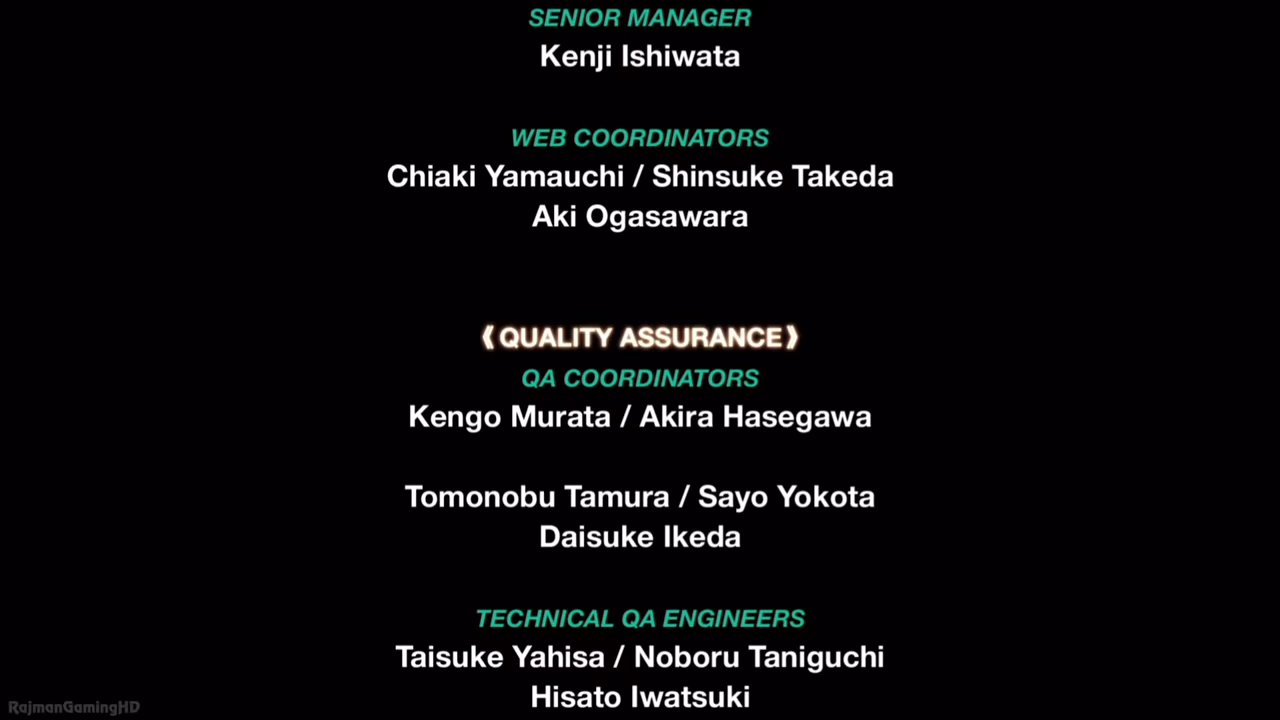 SENIOR MANAGER
Kenji Ishiwata
WEB COORDINATORS
Chiaki Yamauchi / Shinsuke Takeda
Aki Ogasawara
《QUALITY ASSURANCE》
QA COORDINATORS
Kengo Murata / Akira Hasegawa
Tomonobu Tamura / Sayo Yokota
Daisuke Ikeda
TECHNICAL QA ENGINEERS
Taisuke Yahisa / Noboru Taniguchi
Hisato Iwatsuki
RajmanGamingHD